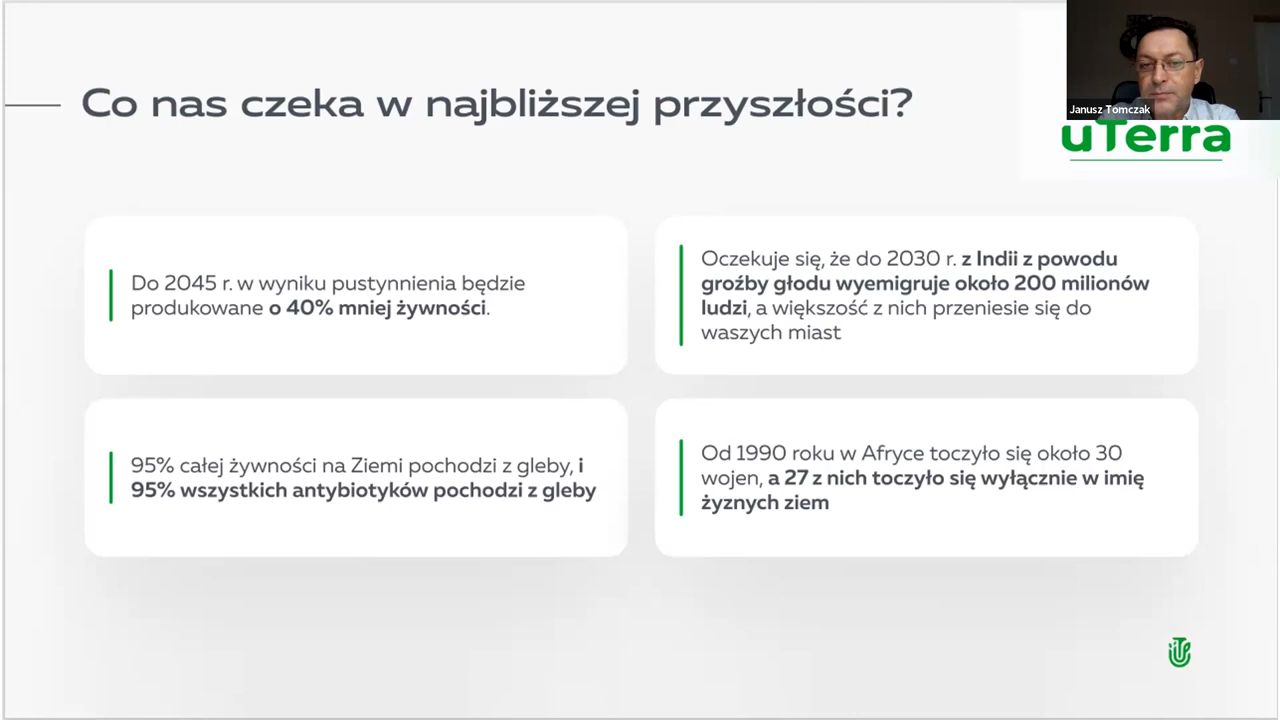 Co nas czeka w najbliższej przyszłości?
Janusz Tomczak
uTerra
Do 2045 r. w wyniku pustynnienia będzie
produkowane o 40% mniej żywności.
Oczekuje się, że do 2030 r. z Indii z powodu
groźby głodu wyemigruje około 200 milionów
ludzi, a większość z nich przeniesie się do
waszych miast
95% całej żywności na Ziemi pochodzi z gleby, i
95% wszystkich antybiotyków pochodzi z gleby
Od 1990 roku w Afryce toczyło się około 30
wojen, a 27 z nich toczyło się wyłącznie w imię
żyznych ziem